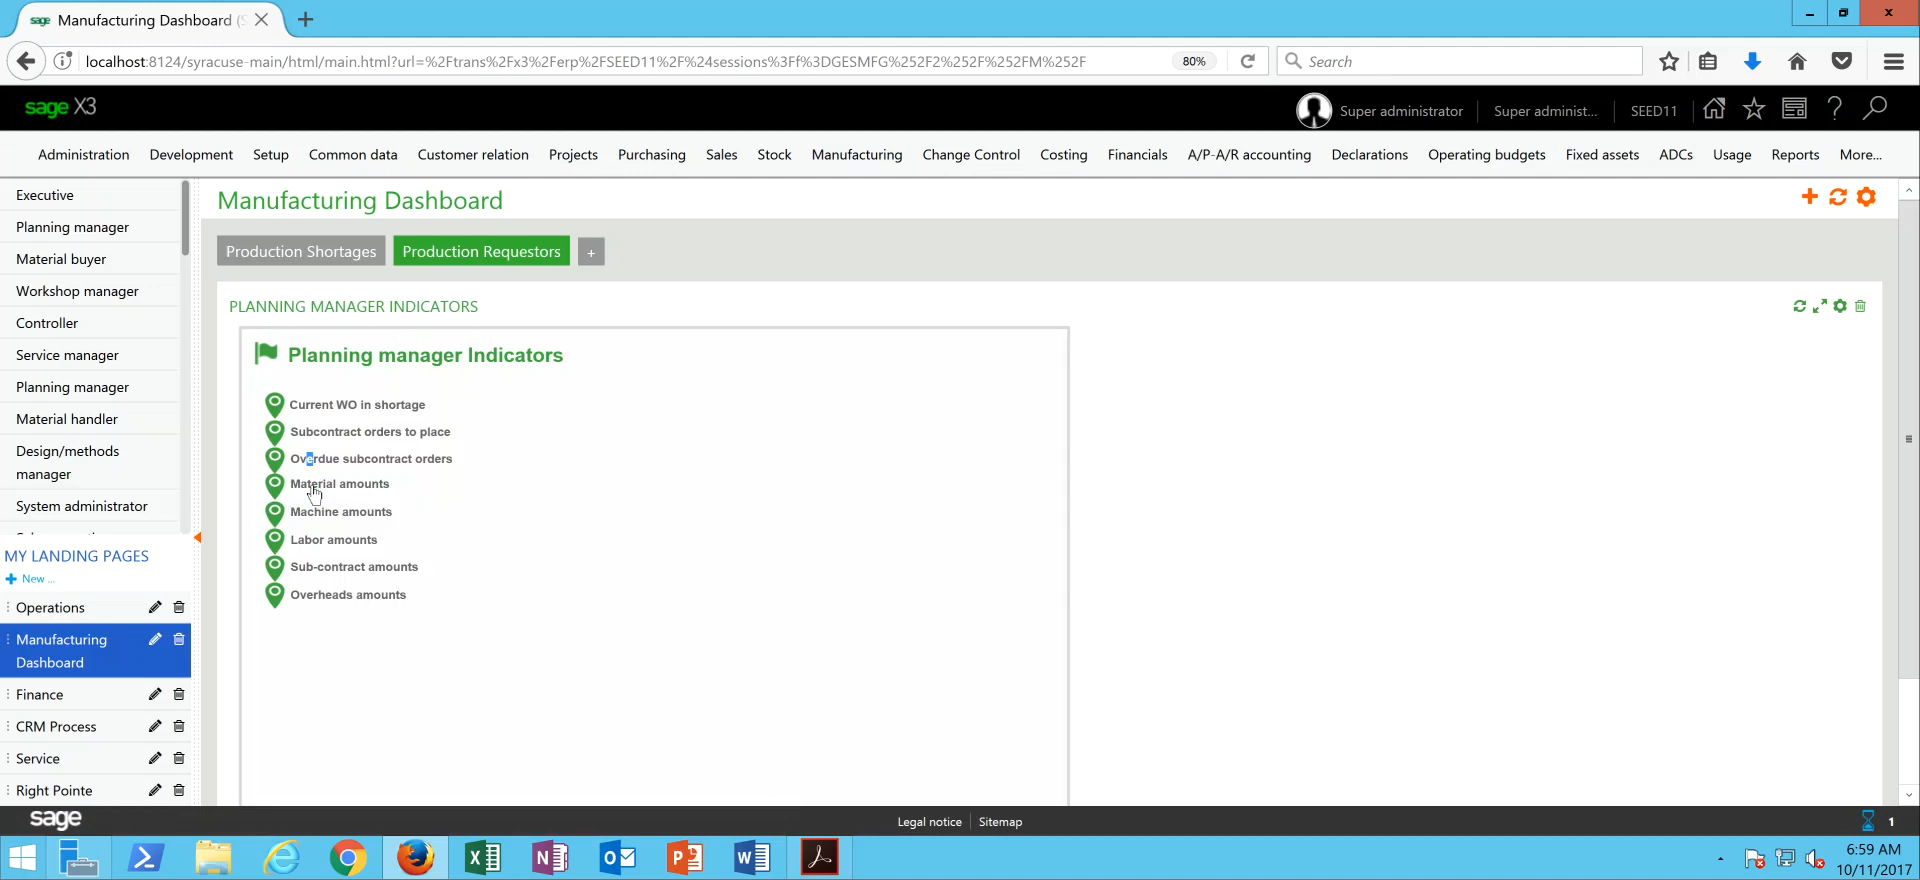 sage Manufacturing Dashboard (
localhost:8124/syracuse-main/html/main.html?url=%2Ftrans%2Fx3%2Ferp%2FSEED11%2F%24sessions%3Ff%3DGESMFG%252F2%252F%252FM%252F
80%
Search
sage X3
Super administrator
Super administ...
SEED11
Administration Development Setup Common data Customer relation Projects Purchasing Sales Stock Manufacturing Change Control Costing Financials A/P-A/R accounting Declarations Operating budgets Fixed assets ADCs Usage Reports More...
Executive
Planning manager
Material buyer
Workshop manager
Controller
Service manager
Planning manager
Material handler
Design/methods
manager
System administrator
MY LANDING PAGES
New ...
Operations
Manufacturing
Dashboard
Finance
CRM Process
Service
Right Pointe
Manufacturing Dashboard
Production Shortages Production Requestors +
PLANNING MANAGER INDICATORS
Planning manager Indicators
Current WO in shortage
Subcontract orders to place
Overdue subcontract orders
Material amounts
Machine amounts
Labor amounts
Sub-contract amounts
Overheads amounts
sage
Legal notice Sitemap
1
6:59 AM
10/11/2017